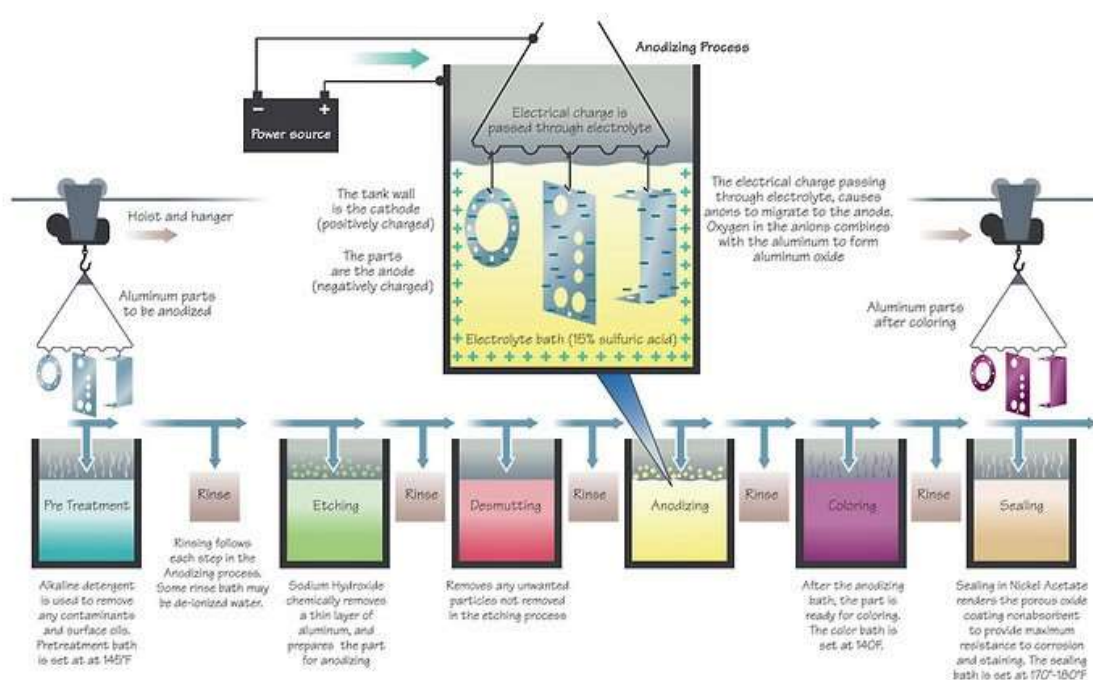 Anodizing Process
− +
Power source
Electrical charge is
passed through electrolyte
The tank wall
is the cathode
(positively charged)
The parts
are the anode
(negatively charged)
Electrolyte bath (15% sulfuric acid)
The electrical charge passing
through electrolyte, causes
anons to migrate to the anode.
Oxygen in the anions combines
with the aluminum to form
aluminum oxide
Hoist and hanger
Aluminum parts
to be anodized
Aluminum parts
after coloring
Pre Treatment
Rinse
Etching
Rinse
Desmutting
Rinse
Anodizing
Rinse
Coloring
Rinse
Sealing
Alkaline detergent
is used to remove
any contaminants
and surface oils.
Pretreatment bath
is set at at 145°F
Rinsing follows
each step in the
Anodizing process.
Some rinse bath may
be de-ionized water.
Sodium Hydroxide
chemically removes
a thin layer of
aluminum, and
prepares the part
for anodizing
Removes any unwanted
particles not removed
in the etching process
After the anodizing
bath, the part is
ready for coloring.
The color bath is
set at 140F.
Sealing in Nickel Acetate
renders the porous oxide
coating nonabsorbent
to provide maximum
resistance to corrosion
and staining. The sealing
bath is set at 170°-180°F